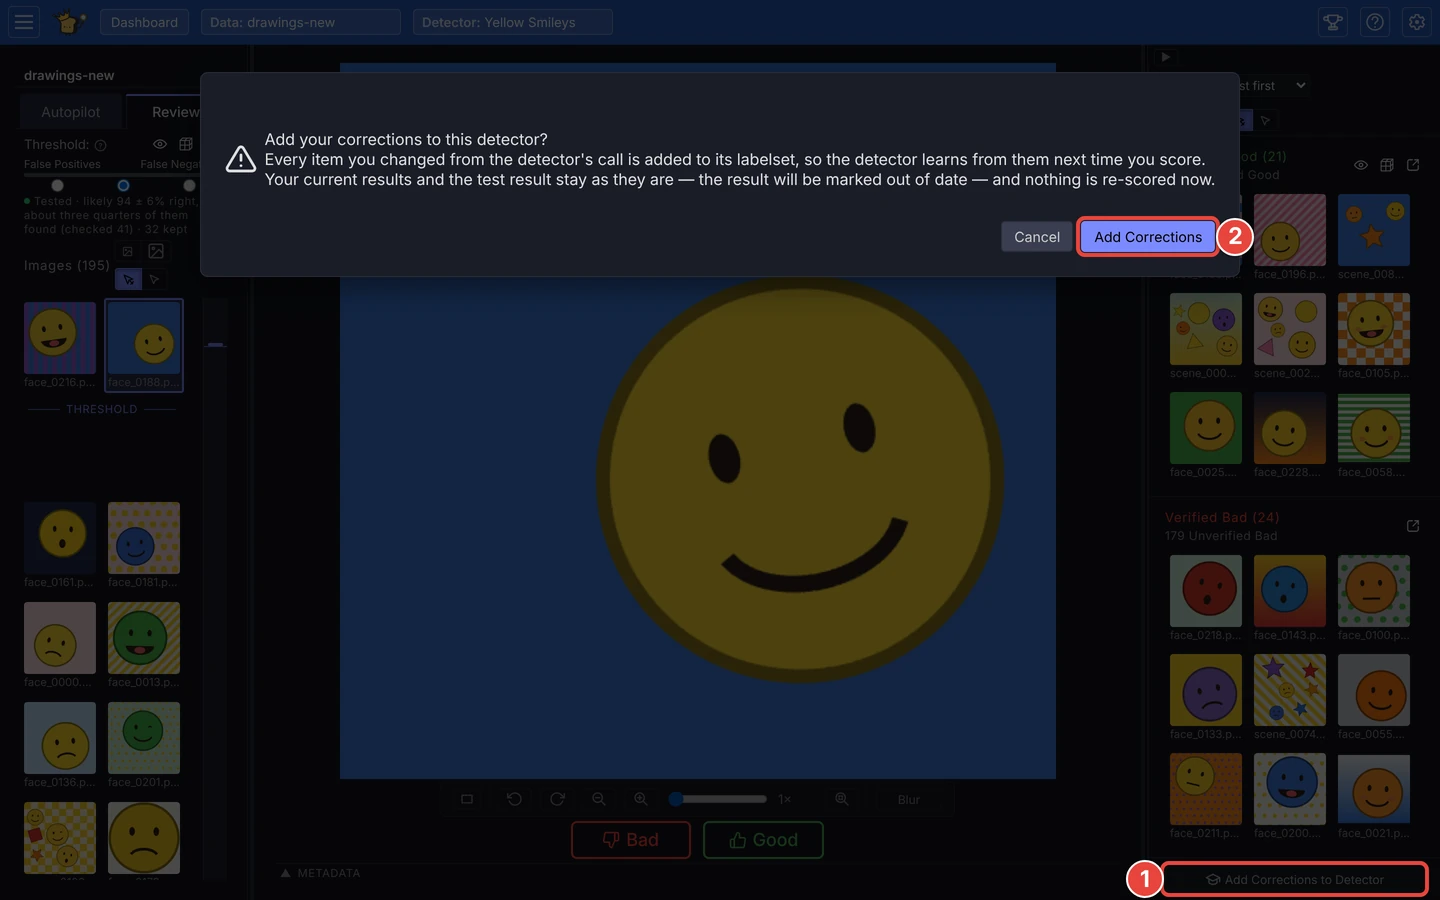 Dashboard
Data: drawings-new
Detector: Yellow Smileys
drawings-new
Autopilot
Review
Threshold:
False Positives
False Negat
Tested · likely 94 ± 6% right,
about three quarters of them
found (checked 41) · 32 kept
Images (195)
face_0216.p...
face_0188.p...
THRESHOLD
face_0161.p...
face_0181.p...
face_0000....
face_0013.p...
face_0136.p...
face_0201.p...
Add your corrections to this detector?
Every item you changed from the detector's call is added to its labelset, so the detector learns from them next time you score.
Your current results and the test result stay as they are — the result will be marked out of date — and nothing is re-scored now.
Cancel
Add Corrections
2
1×
Blur
Bad
Good
METADATA
st first
od (21)
d Good
face_0196.p...
scene_008...
scene_000...
scene_002...
face_0105.p...
face_0025....
face_0228.p...
face_0058....
Verified Bad (24)
179 Unverified Bad
face_0218.p...
face_0143.p...
face_0100.p...
face_0133.p...
scene_0074...
face_0055....
face_0211.p...
face_0200....
face_0021.p...
1
Add Corrections to Detector